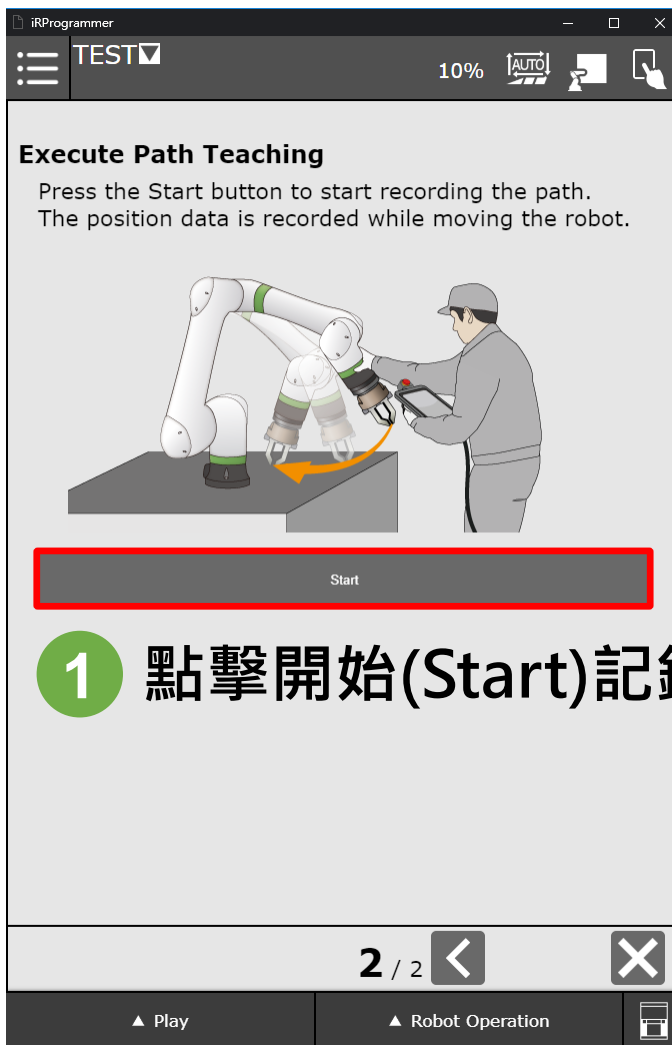 iRProgrammer
TEST
10%
AUTO
Execute Path Teaching
Press the Start button to start recording the path.
The position data is recorded while moving the robot.
Start
1 點擊開始(Start)記
2 / 2
▲ Play
▲ Robot Operation